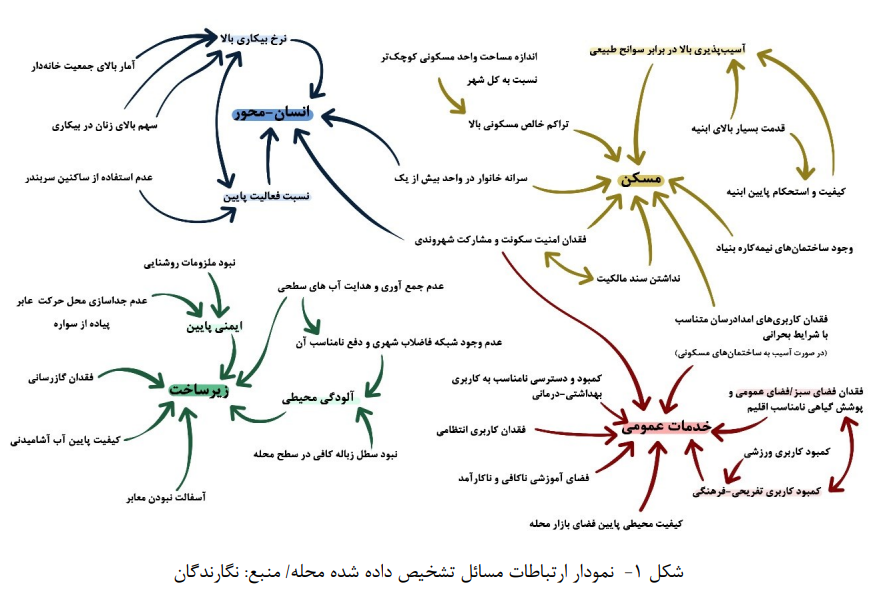 نرخ بیکاری بالا
آمار بالای جمعیت خانه‌دار
سهم بالای زنان در بیکاری
انسان-محور
عدم استفاده از ساکنین سربندر
نسبت فعالیت پایین
اندازه مساحت واحد مسکونی کوچک‌تر
نسبت به کل شهر
تراکم خالص مسکونی بالا
سرانه خانوار در واحد بیش از یک
آسیب‌پذیری بالا در برابر سوانح طبیعی
قدمت بسیار بالای ابنیه
مسکن
کیفیت و استحکام پایین ابنیه
وجود ساختمان‌های نیمه‌کاره بنیاد
فقدان امنیت سکونت و مشارکت شهروندی
نداشتن سند مالکیت
فقدان کاربری‌های امدادرسان متناسب
با شرایط بحرانی
(در صورت آسیب به ساختمان‌های مسکونی)
نبود ملزومات روشنایی
عدم جداسازی محل حرکت عابر
پیاده از سواره
ایمنی پایین
عدم جمع آوری و هدایت آب های سطحی
عدم وجود شبکه فاضلاب شهری و دفع نامناسب آن
فقدان گازرسانی
زیرساخت
آلودگی محیطی
کیفیت پایین آب آشامیدنی
نبود سطل زباله کافی در سطح محله
آسفالت نبودن معابر
کمبود و دسترسی نامناسب به کاربری
بهداشتی-درمانی
فقدان فضای سبز/فضای عمومی و
پوشش گیاهی نامناسب اقلیم
خدمات عمومی
فقدان کاربری انتظامی
کمبود کاربری ورزشی
فضای آموزشی ناکافی و ناکارآمد
کمبود کاربری تفریحی-فرهنگی
کیفیت محیطی پایین فضای بازار محله
شکل ۱- نمودار ارتباطات مسائل تشخیص داده شده محله/ منبع: نگارندگان